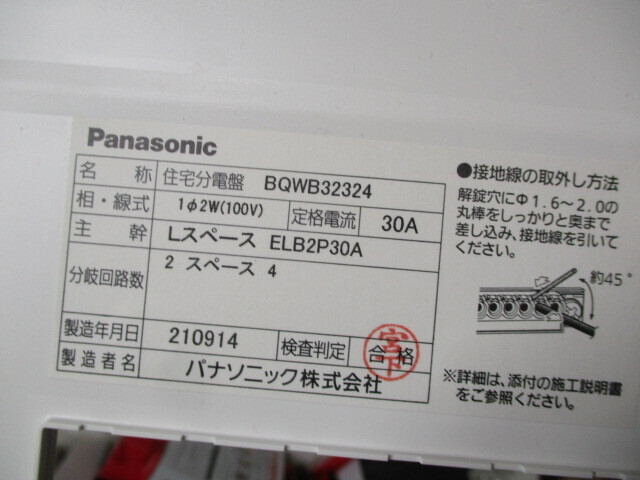 Panasonic
名称 住宅分電盤 BQWB32324
相・線式 1φ2W(100V) 定格電流 30A
主幹 Lスペース ELB2P30A
分岐回路数 2 スペース 4
製造年月日 210914 検査判定 合格
製造者名 パナソニック株式会社
●接地線の取外し方法
解錠穴にΦ1.6～2.0の
丸棒をしっかりと奥まで
差し込み、接地線を引いて
ください。
約45°
※詳細は、添付の施工説明書
をご参照ください。